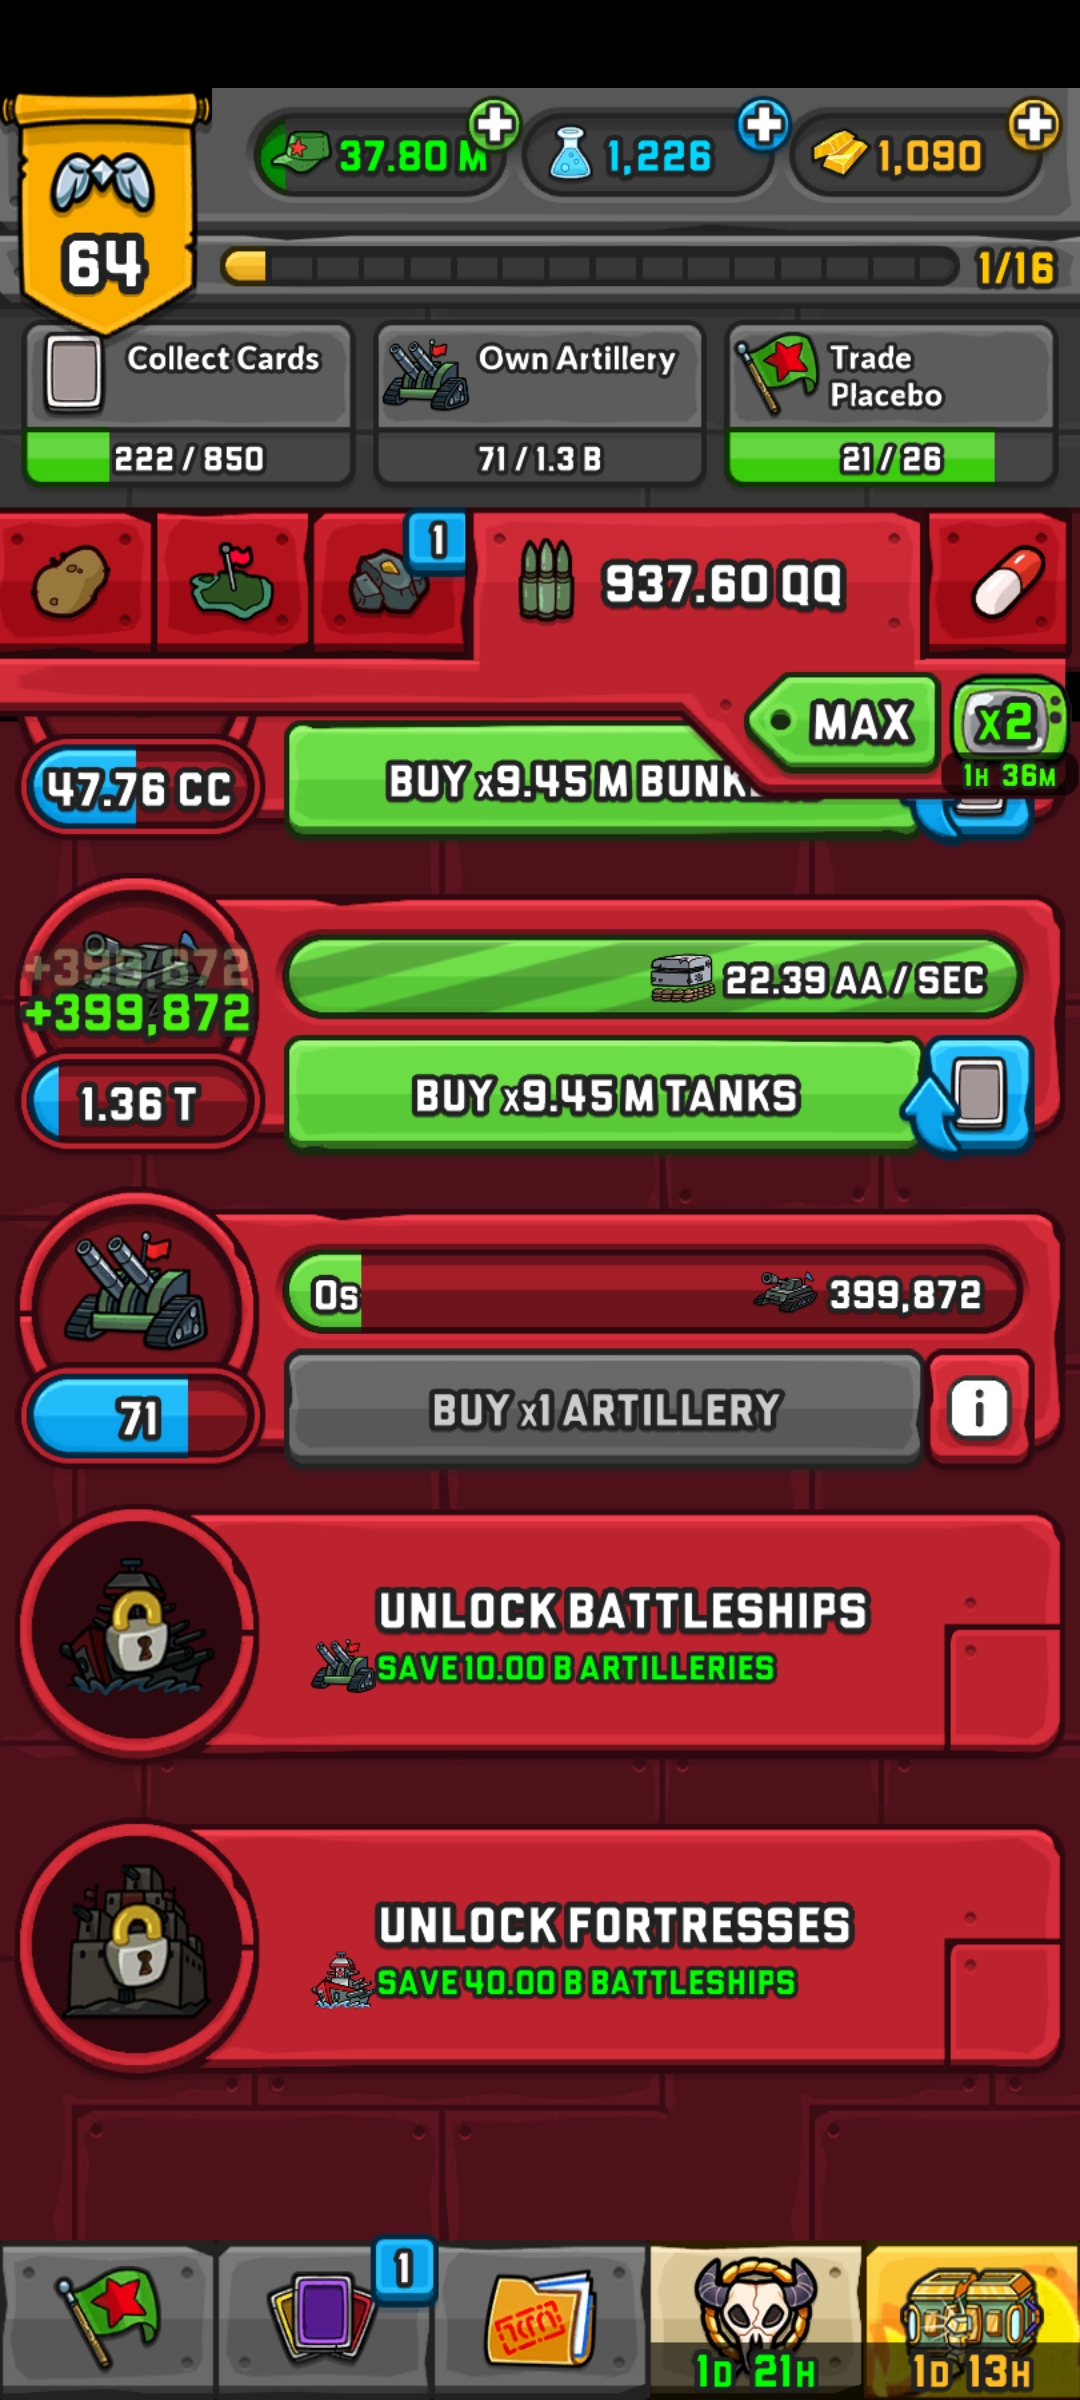 37.80 M
1,226
1,090
64
1/16
Collect Cards
Own Artillery
Trade
Placebo
222 / 850
71 / 1.3 B
21 / 26
1
937.60 QQ
MAX
x2
1H 36M
47.76 CC
BUY x9.45 M
+399,872
+399,872
22.39 AA / SEC
1.36 T
BUY x9.45 M TANKS
0s
399,872
71
BUY x1 ARTILLERY
i
UNLOCK BATTLESHIPS
SAVE 10.00 B ARTILLERIES
UNLOCK FORTRESSES
SAVE 40.00 B BATTLESHIPS
1
1D 21H
1D 13H